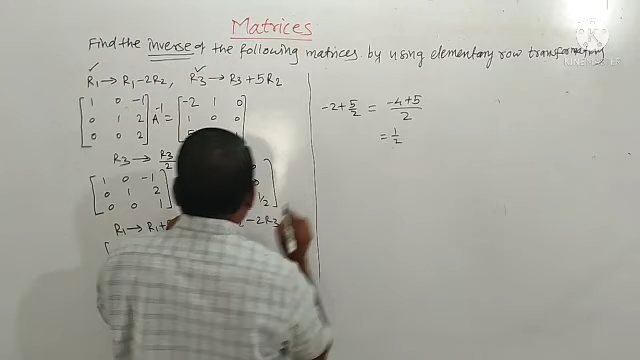 Matrices
Find the inverse of the following matrices by using elementary row transformations
R₁ → R₁-2R₂, R3 → R3+5R2
1 0 -1
0 1 2
0 0 2
A⁻¹ =
-2 1 0
1 0 0
R3 → R3/2
1 0 -1
0 1 2
0 0 1
0
1/2
R₁ → R₁+ -2R3
-2+5/2 = -4+5/2
= 1/2
KINEMASTER